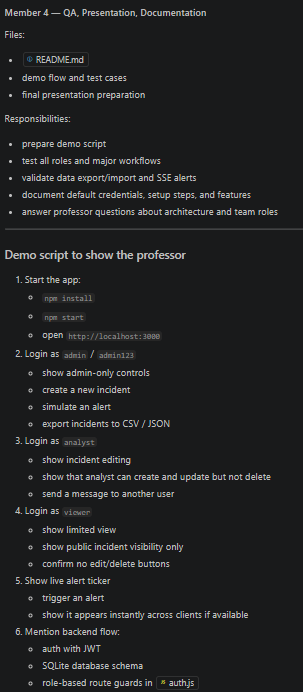 Member 4 — QA, Presentation, Documentation
Files:
README.md
demo flow and test cases
final presentation preparation
Responsibilities:
prepare demo script
test all roles and major workflows
validate data export/import and SSE alerts
document default credentials, setup steps, and features
answer professor questions about architecture and team roles
Demo script to show the professor
1. Start the app:
npm install
npm start
open http://localhost:3000
2. Login as admin / admin123
show admin-only controls
create a new incident
simulate an alert
export incidents to CSV / JSON
3. Login as analyst
show incident editing
show that analyst can create and update but not delete
send a message to another user
4. Login as viewer
show limited view
show public incident visibility only
confirm no edit/delete buttons
5. Show live alert ticker
trigger an alert
show it appears instantly across clients if available
6. Mention backend flow:
auth with JWT
SQLite database schema
role-based route guards in JS auth.js